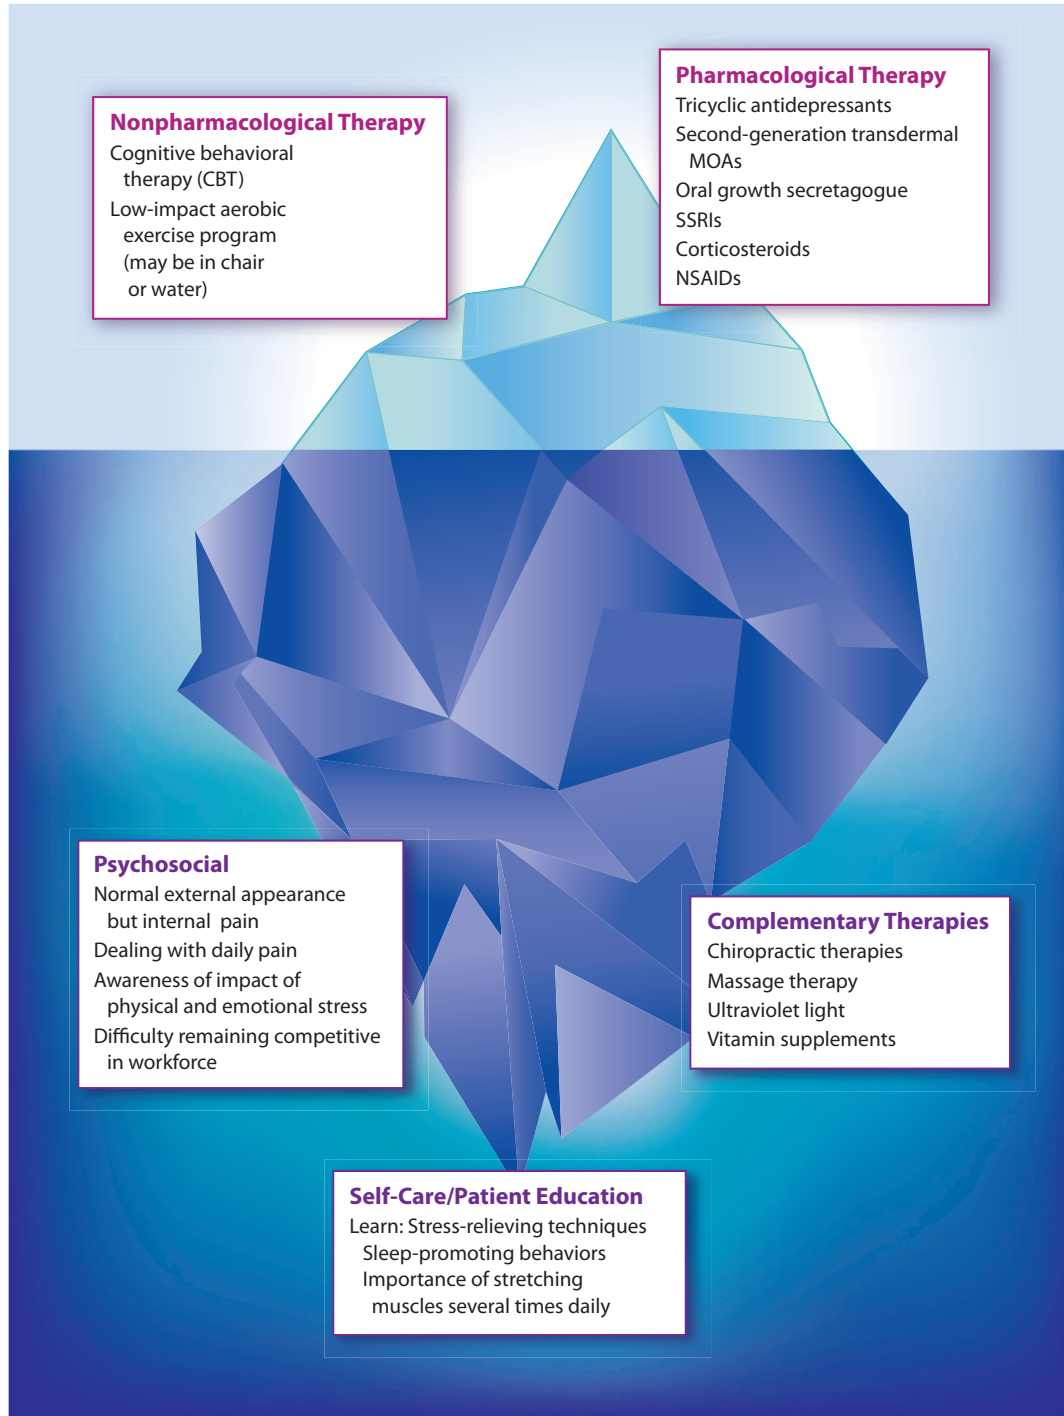 Nonpharmacological Therapy
Cognitive behavioral
therapy (CBT)
Low-impact aerobic
exercise program
(may be in chair
or water)
Pharmacological Therapy
Tricyclic antidepressants
Second-generation transdermal
MOAs
Oral growth secretagogue
SSRIs
Corticosteroids
NSAIDs
Psychosocial
Normal external appearance
but internal pain
Dealing with daily pain
Awareness of impact of
physical and emotional stress
Difficulty remaining competitive
in workforce
Complementary Therapies
Chiropractic therapies
Massage therapy
Ultraviolet light
Vitamin supplements
Self-Care/Patient Education
Learn: Stress-relieving techniques
Sleep-promoting behaviors
Importance of stretching
muscles several times daily